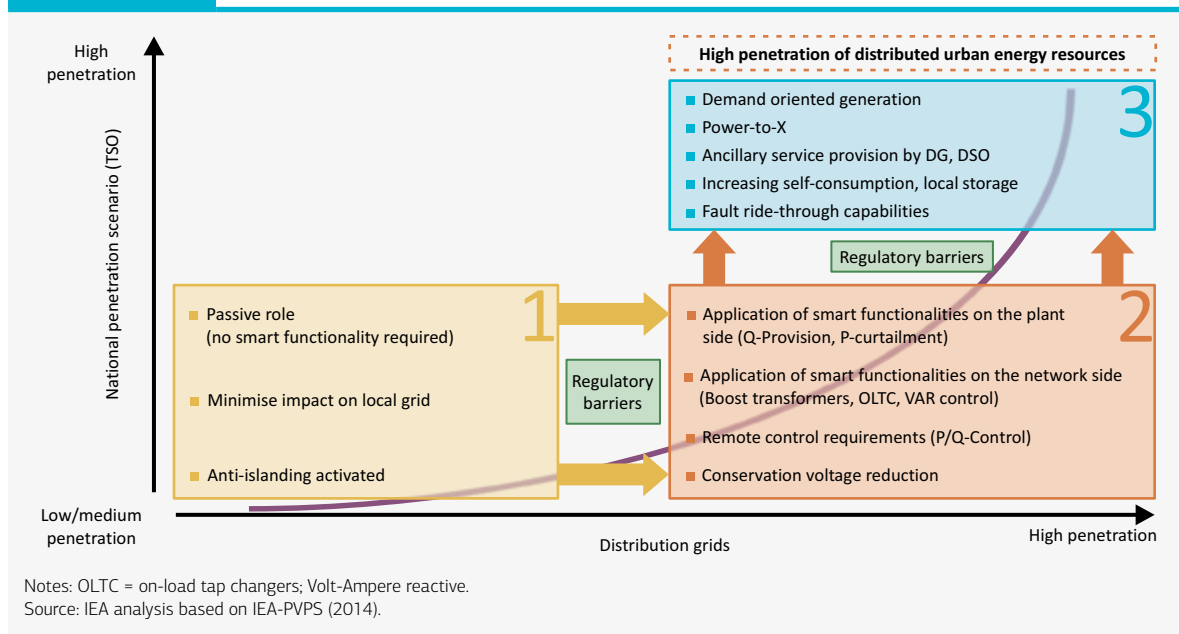 High
penetration
National penetration scenario (TSO)
Low/medium
penetration
High penetration of distributed urban energy resources
3
Demand oriented generation
Power-to-X
Ancillary service provision by DG, DSO
Increasing self-consumption, local storage
Fault ride-through capabilities
Regulatory barriers
1
Passive role
(no smart functionality required)
Minimise impact on local grid
Anti-islanding activated
Regulatory
barriers
2
Application of smart functionalities on the plant
side (Q-Provision, P-curtailment)
Application of smart functionalities on the network side
(Boost transformers, OLTC, VAR control)
Remote control requirements (P/Q-Control)
Conservation voltage reduction
Distribution grids
High penetration
Notes: OLTC = on-load tap changers; Volt-Ampere reactive.
Source: IEA analysis based on IEA-PVPS (2014).